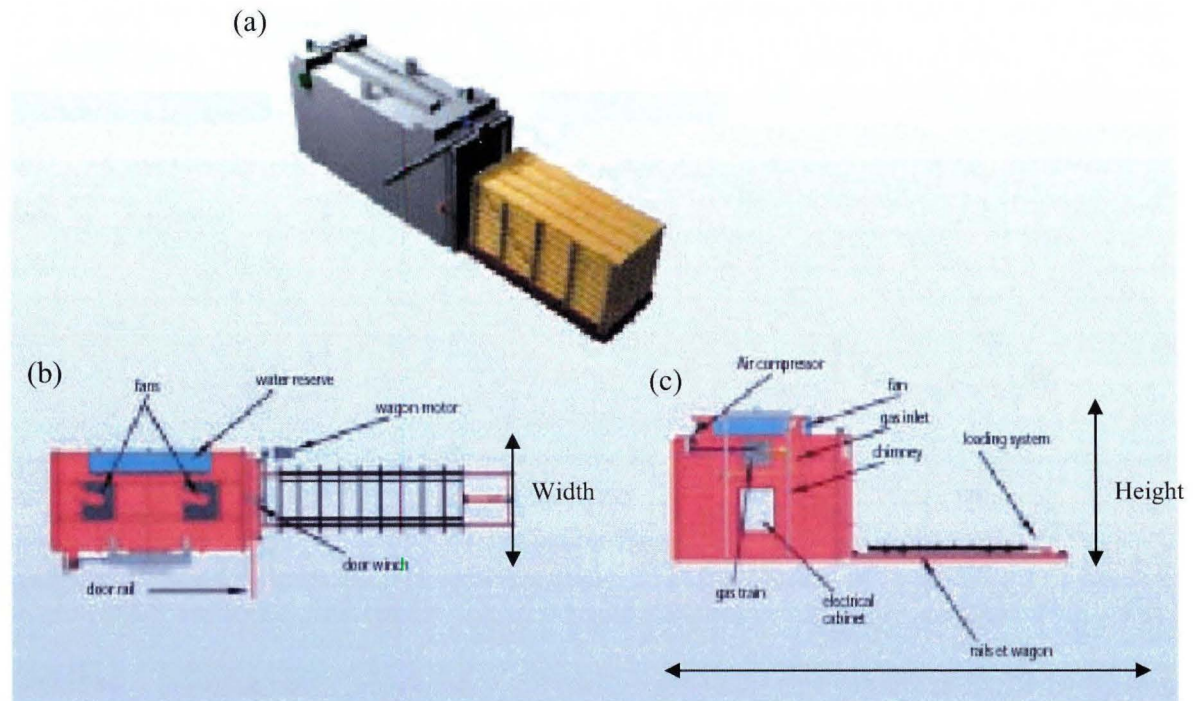 (a)
(b)
fans
water reserve
wagon motor
Width
door winch
door rail
(c)
Air compressor
fan
gas inlet
loading system
chimney
Height
gas train
electrical
cabinet
rails et wagon